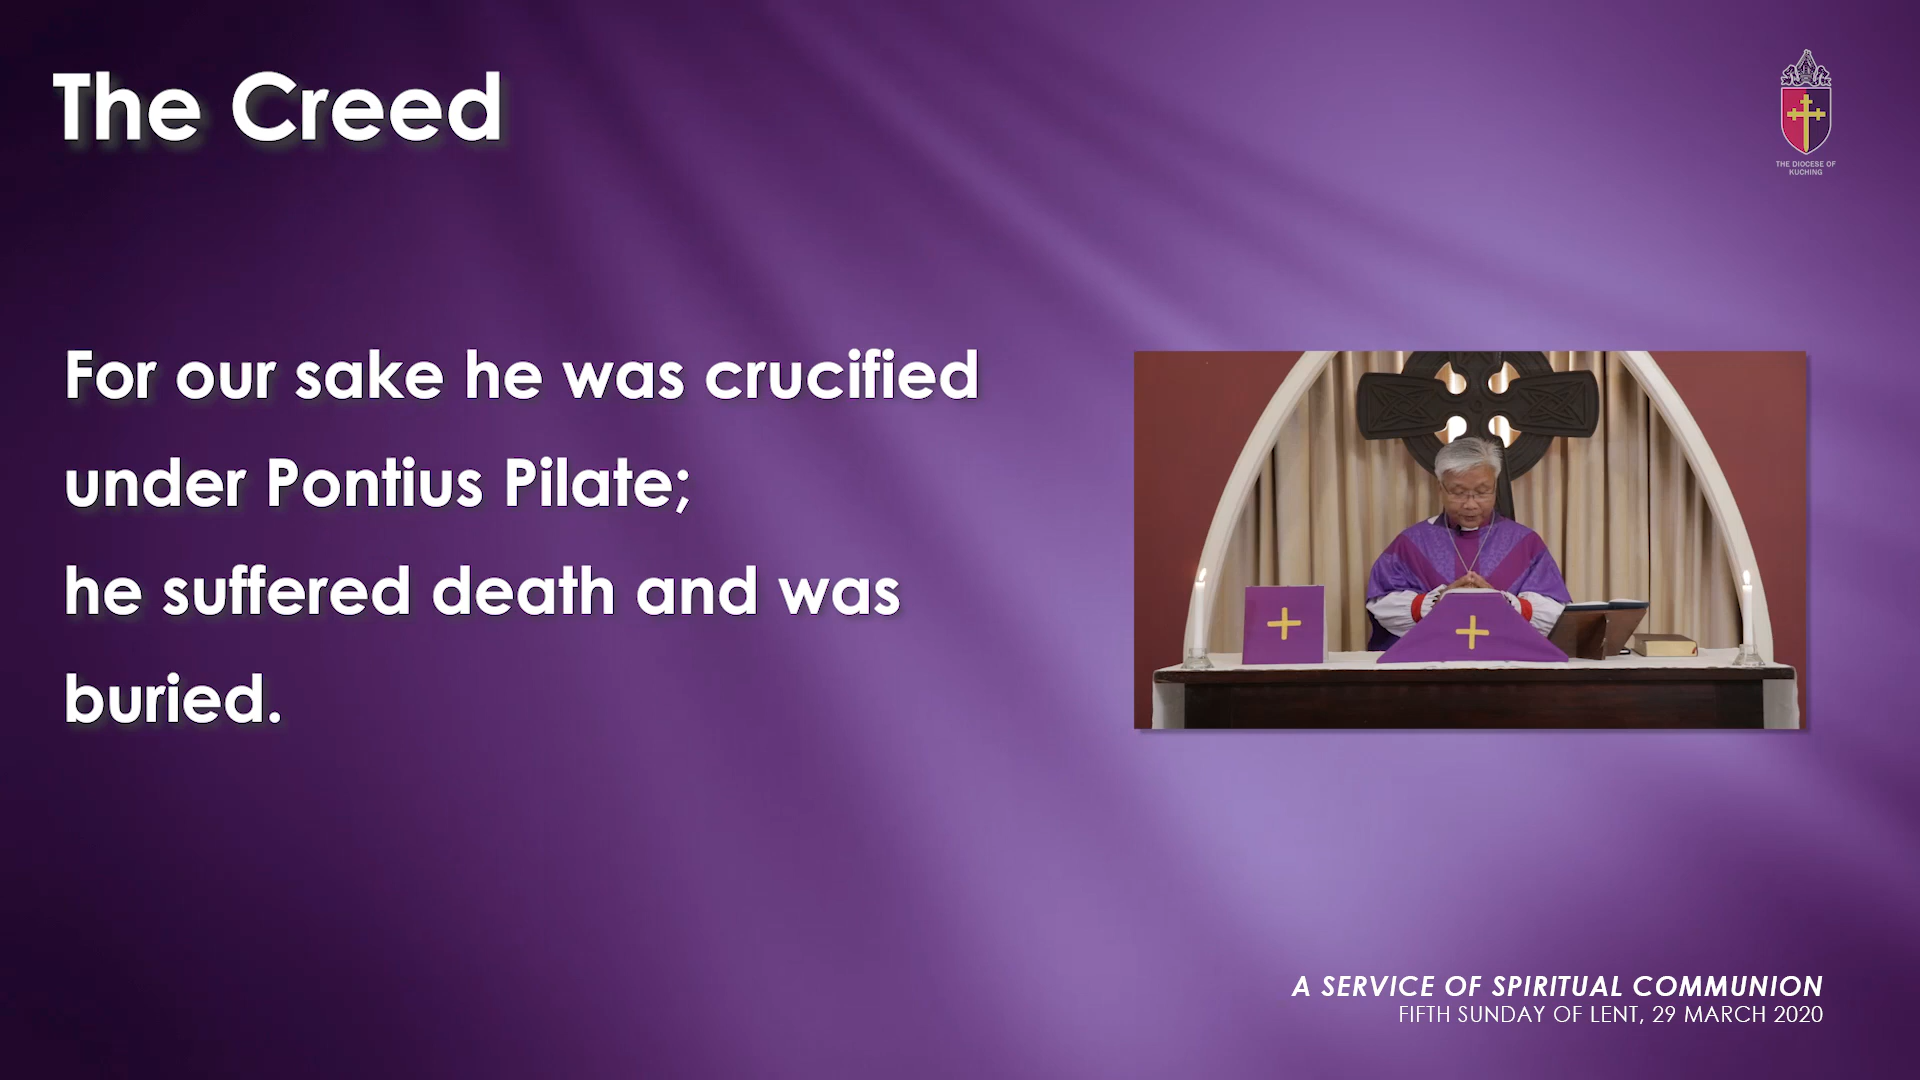 The Creed
THE DIOCESE OF
KUCHING
For our sake he was crucified
under Pontius Pilate;
he suffered death and was
buried.
A SERVICE OF SPIRITUAL COMMUNION
FIFTH SUNDAY OF LENT, 29 MARCH 2020